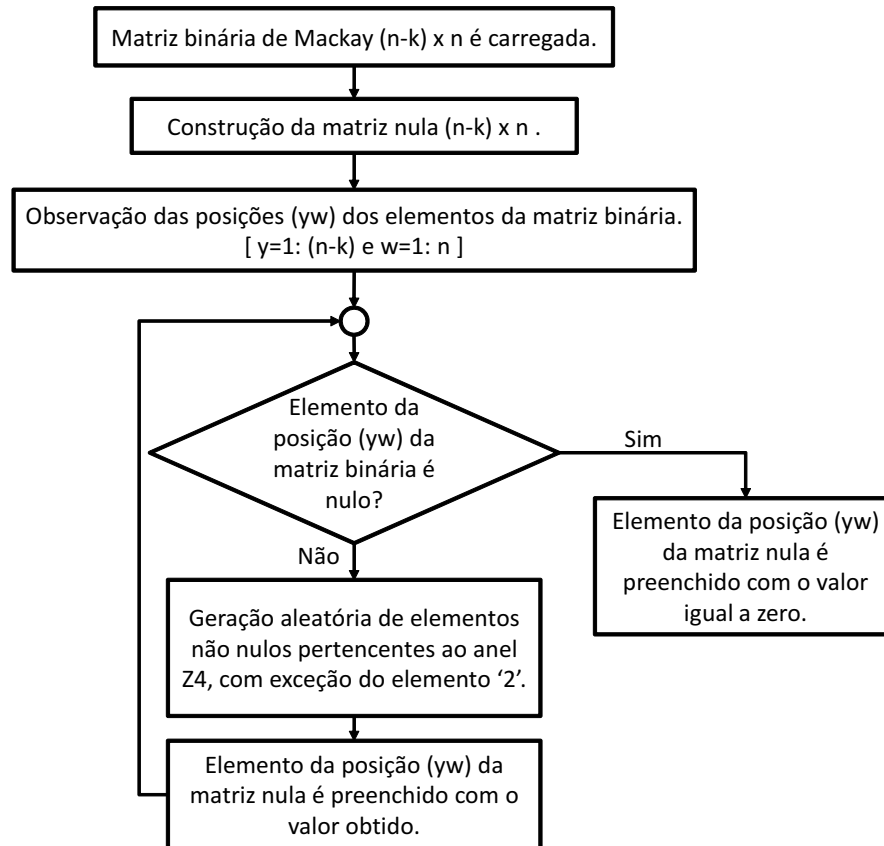 Matriz binária de Mackay (n-k) x n é carregada.
Construção da matriz nula (n-k) x n .
Observação das posições (yw) dos elementos da matriz binária.
[ y=1: (n-k) e w=1: n ]
Elemento da
posição (yw) da
matriz binária é
nulo?
Sim
Não
Elemento da posição (yw)
da matriz nula é
preenchido com o valor
igual a zero.
Geração aleatória de elementos
não nulos pertencentes ao anel
Z4, com exceção do elemento ‘2’.
Elemento da posição (yw) da
matriz nula é preenchido com o
valor obtido.